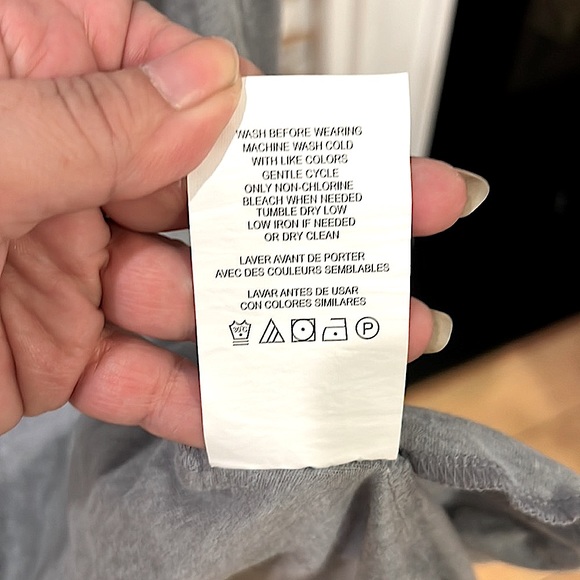 WASH BEFORE WEARING
MACHINE WASH COLD
WITH LIKE COLORS
GENTLE CYCLE
ONLY NON-CHLORINE
BLEACH WHEN NEEDED
TUMBLE DRY LOW
LOW IRON IF NEEDED
OR DRY CLEAN
LAVER AVANT DE PORTER
AVEC DES COULEURS SEMBLABLES
LAVAR ANTES DE USAR
CON COLORES SIMILARES
30°C P